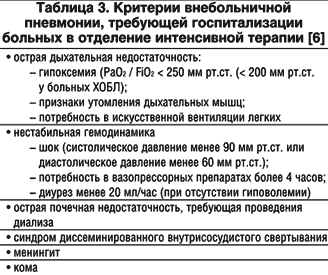 Таблица 3. Критерии внебольничной
пневмонии, требующей госпитализации
больных в отделение интенсивной терапии [6]
• острая дыхательная недостаточность:
– гипоксемия (PaO2 / FiO2 < 250 мм рт.ст. (< 200 мм рт.ст.
у больных ХОБЛ);
– признаки утомления дыхательных мышц;
– потребность в искусственной вентиляции легких
• нестабильная гемодинамика
– шок (систолическое давление менее 90 мм рт.ст. или
диастолическое давление менее 60 мм рт.ст.);
– потребность в вазопрессорных препаратах более 4 часов;
– диурез менее 20 мл/час (при отсутствии гиповолемии)
• острая почечная недостаточность, требующая проведения
диализа
• синдром диссеминированного внутрисосудистого свертывания
• менингит
• кома